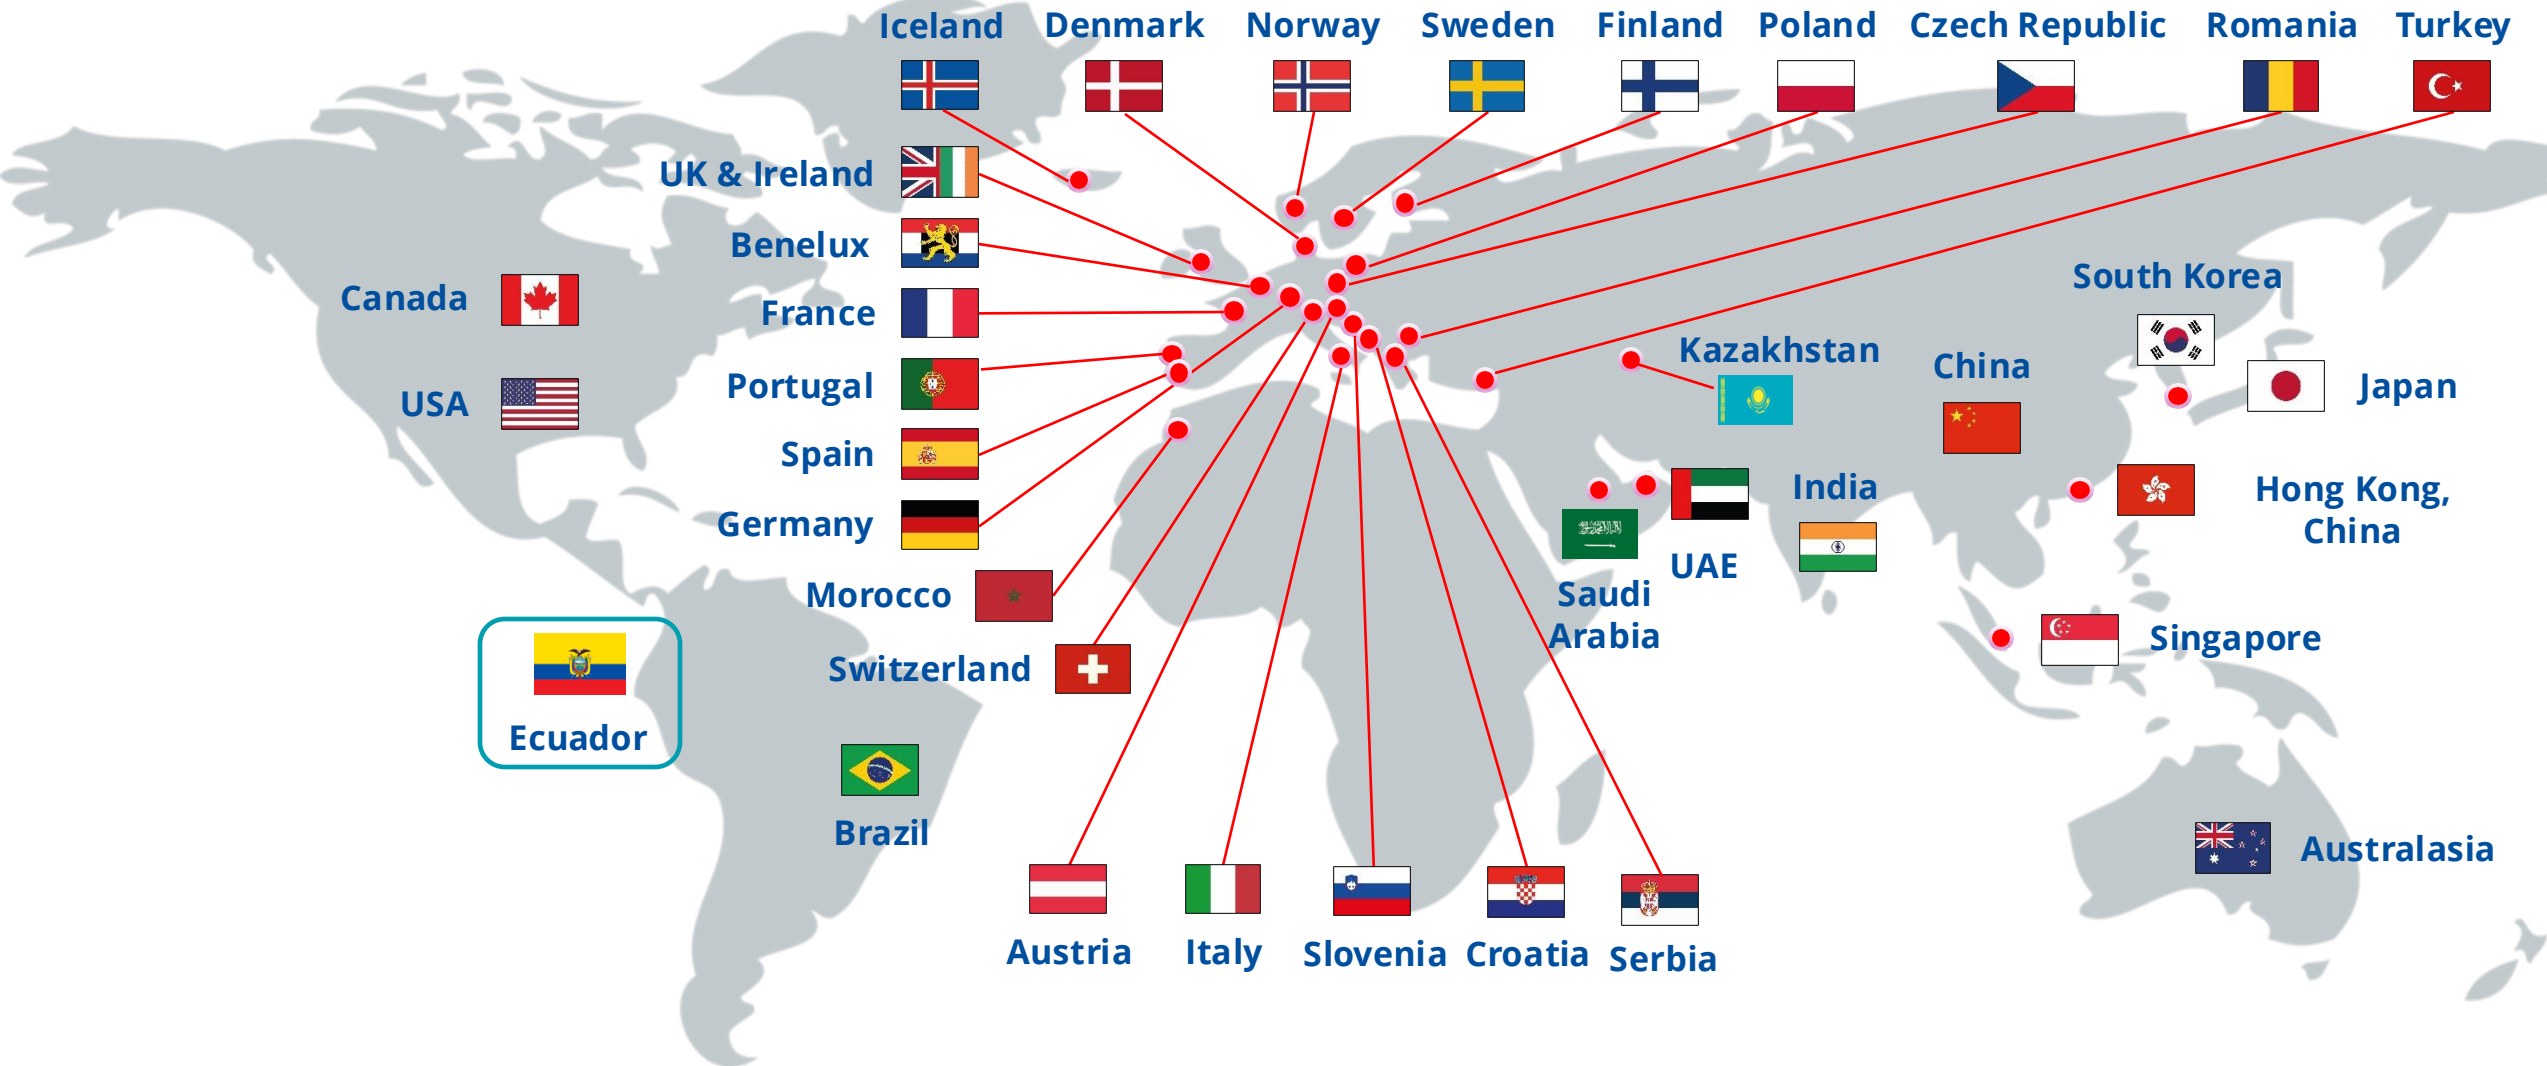 Iceland
Denmark
Norway
Sweden
Finland
Poland
Czech Republic
Romania
Turkey
UK & Ireland
Benelux
France
Portugal
Spain
Germany
Morocco
Switzerland
Canada
USA
Ecuador
Brazil
Austria
Italy
Slovenia
Croatia
Serbia
Kazakhstan
China
South Korea
Japan
India
UAE
Saudi
Arabia
Hong Kong,
China
Singapore
Australasia